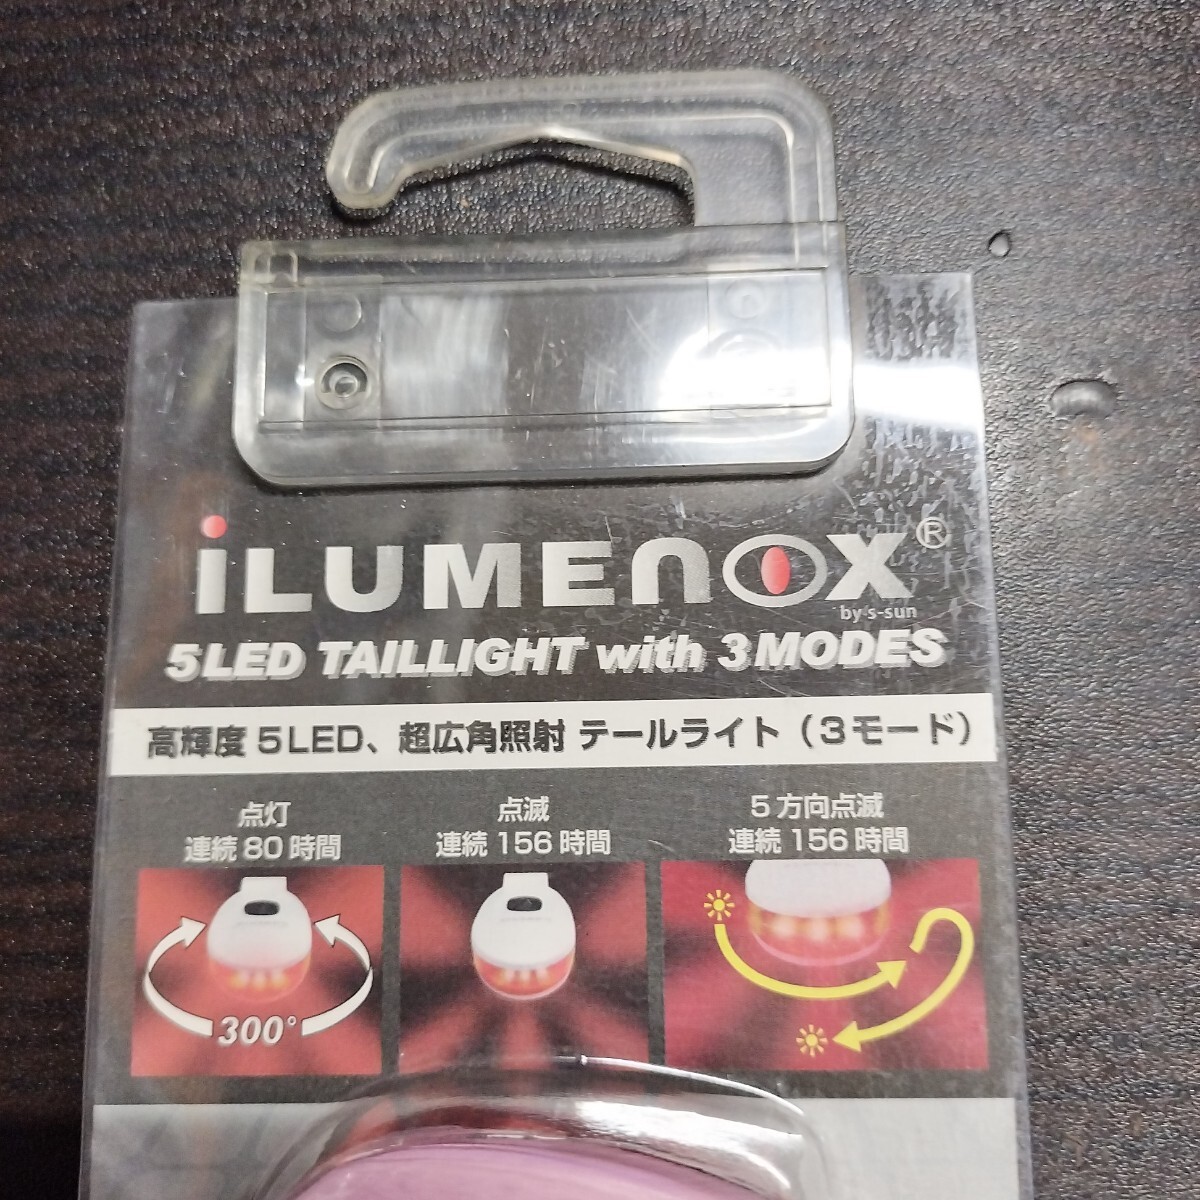 iLUMENOX®
by s-sun
5LED TAILLIGHT with 3MODES
高輝度 5LED、超広角照射 テールライト（3モード）
点灯
連続 80 時間
点滅
連続 156 時間
5 方向点滅
連続 156 時間
300°